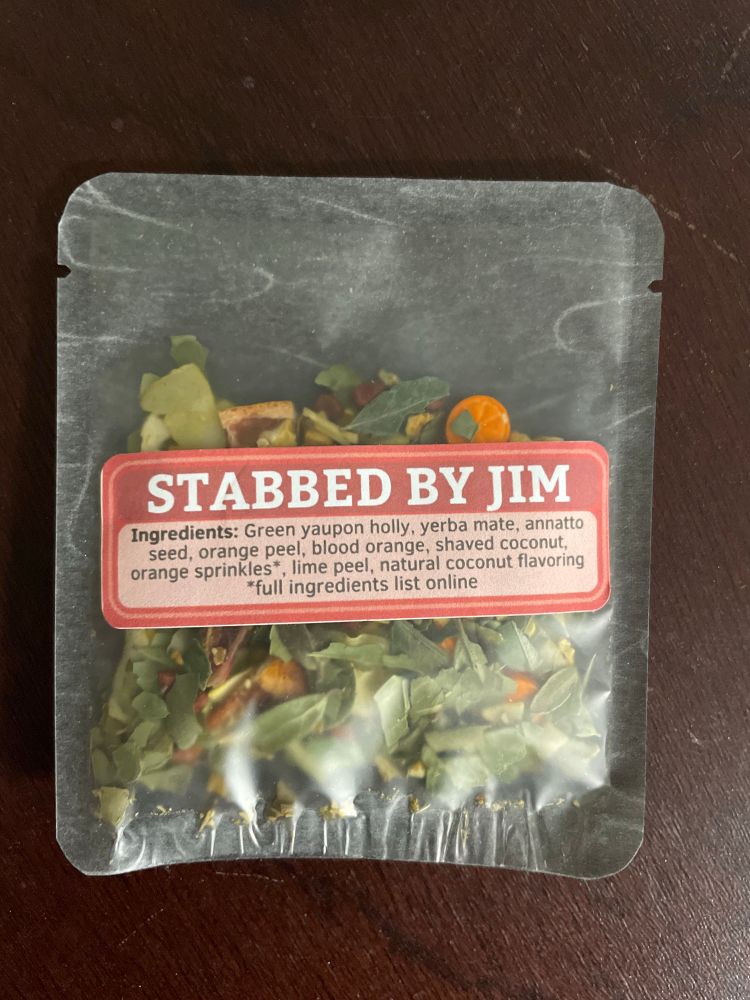 STABBED BY JIM
Ingredients: Green yaupon holly, yerba mate, annatto
seed, orange peel, blood orange, shaved coconut,
orange sprinkles*, lime peel, natural coconut flavoring
*full ingredients list online